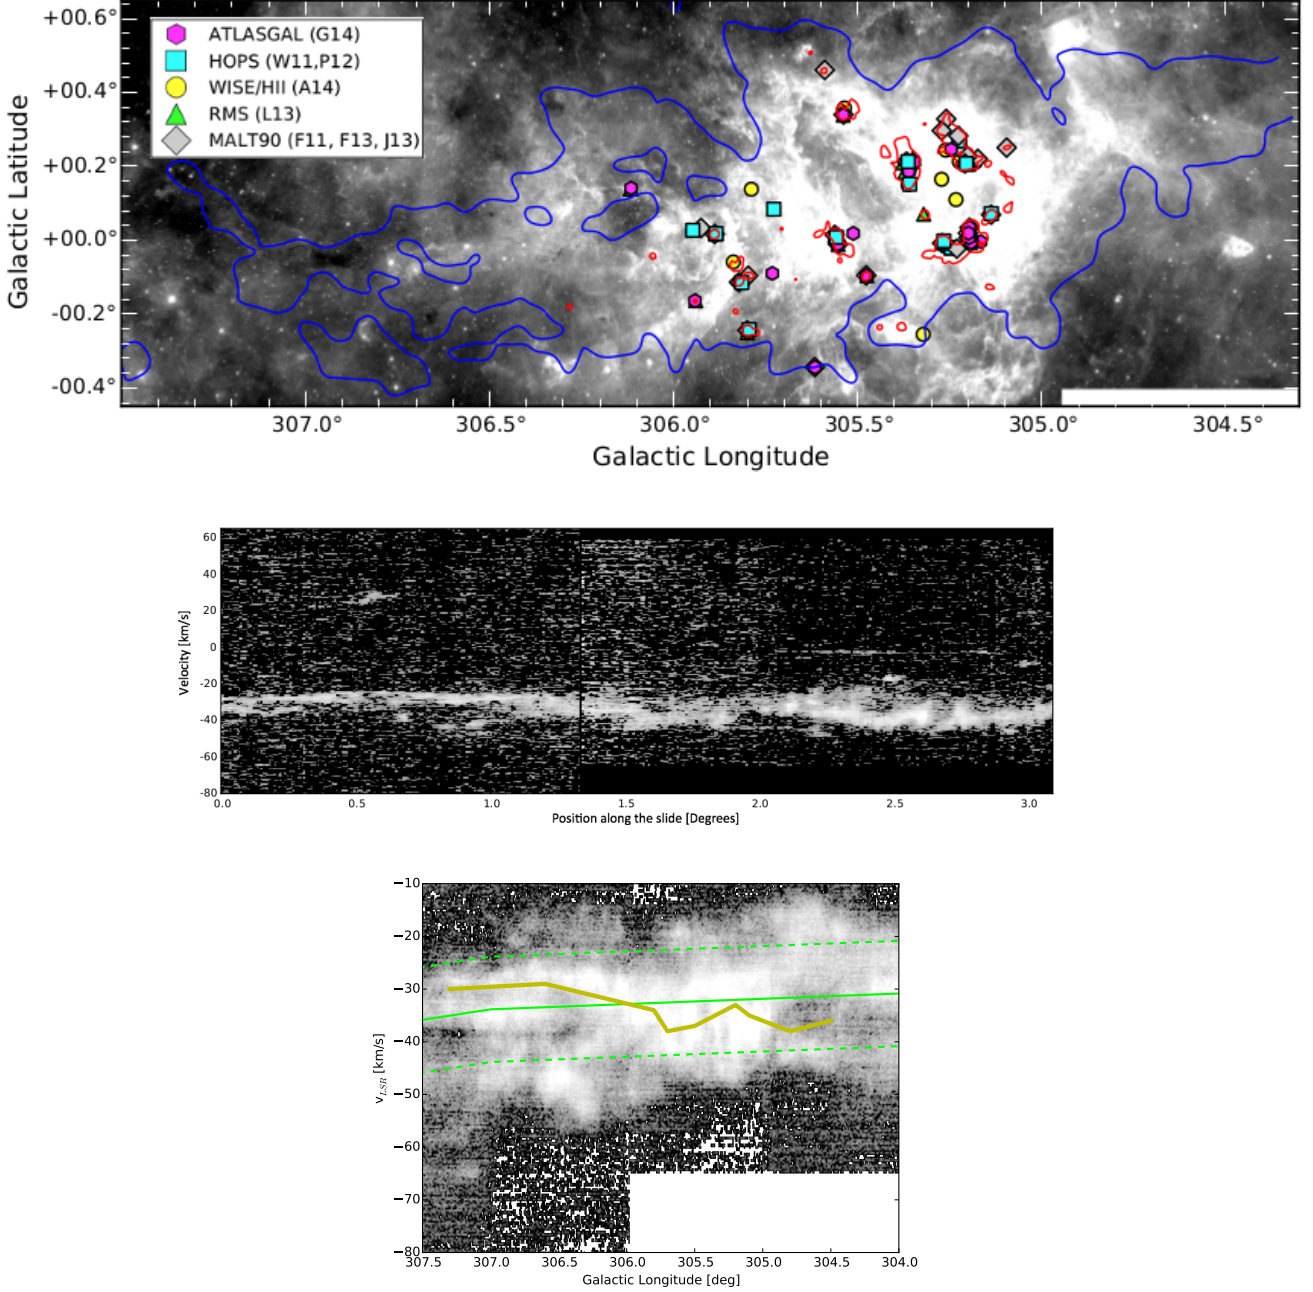 +00.6°
ATLASGAL (G14)
HOPS (W11,P12)
WISE/HII (A14)
RMS (L13)
MALT90 (F11, F13, J13)
+00.4°
+00.2°
+00.0°
-00.2°
-00.4°
Galactic Latitude
307.0° 306.5° 306.0° 305.5° 305.0° 304.5°
Galactic Longitude
60
40
20
0
-20
-40
-60
-80
Velocity [km/s]
0.0 0.5 1.0 1.5 2.0 2.5 3.0
Position along the slide [Degrees]
−10
−20
−30
−40
−50
−60
−70
−80
v_LSR [km/s]
307.5 307.0 306.5 306.0 305.5 305.0 304.5 304.0
Galactic Longitude [deg]